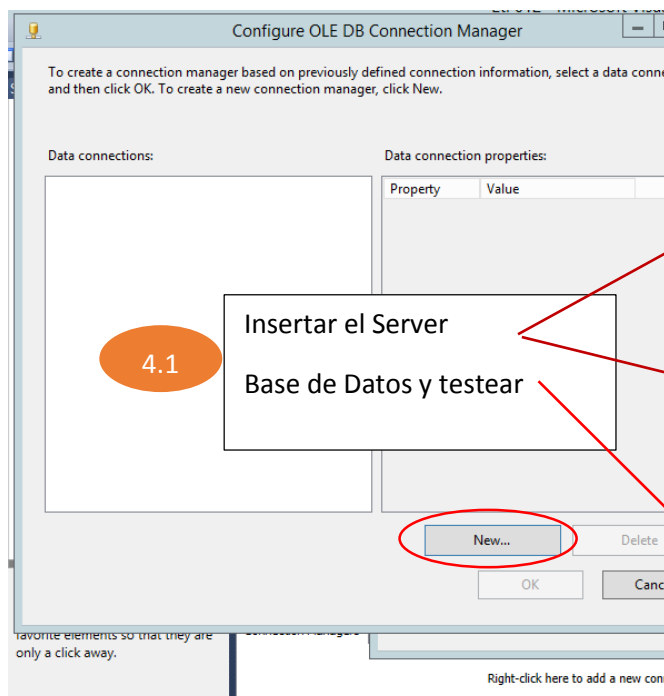 Configure OLE DB Connection Manager
To create a connection manager based on previously defined connection information, select a data
and then click OK. To create a new connection manager, click New.
Data connections:
Data connection properties:
Property Value
4.1
Insertar el Server
Base de Datos y testear
New...
Delete
OK
favorite elements so that they are
only a click away.
Right-click here to add a new